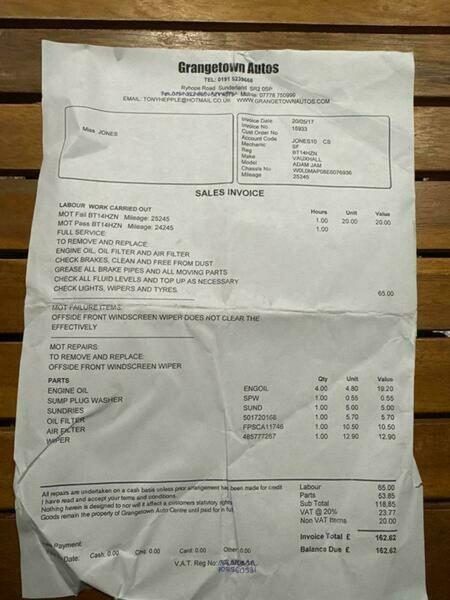 Grangetown Autos
TEL: 0191 5239666
Ryhope Road Sunderland SR2 0SP
Mobile: 07778 750999
EMAIL: TONYHEPPLE@HOTMAIL.CO.UK WWW.GRANGETOWNAUTOS.COM
Miss JONES
Invoice Date 20/05/17
Invoice No 15933
Cust Order No
Account Code JONES10 CS
Mechanic SF
Reg BT14HZN
Make VAUXHALL
Model ADAM JAM
Chassis No W0LDMAP08E6076936
Mileage 25245
SALES INVOICE
LABOUR WORK CARRIED OUT Hours Unit Value
MOT Fail BT14HZN Mileage: 25245 1.00 20.00 20.00
MOT Pass BT14HZN Mileage: 24245 1.00
FULL SERVICE:
TO REMOVE AND REPLACE:
ENGINE OIL, OIL FILTER AND AIR FILTER
CHECK BRAKES, CLEAN AND FREE FROM DUST
GREASE ALL BRAKE PIPES AND ALL MOVING PARTS
CHECK ALL FLUID LEVELS AND TOP UP AS NECESSARY
CHECK LIGHTS, WIPERS AND TYRES. 65.00
MOT FAILURE ITEMS:
OFFSIDE FRONT WINDSCREEN WIPER DOES NOT CLEAR THE
EFFECTIVELY
MOT REPAIRS:
TO REMOVE AND REPLACE:
OFFSIDE FRONT WINDSCREEN WIPER
PARTS Qty Unit Value
ENGINE OIL ENGOIL 4.00 4.80 19.20
SUMP PLUG WASHER SPW 1.00 0.55 0.55
SUNDRIES SUND 1.00 5.00 5.00
OIL FILTER 501720166 1.00 5.70 5.70
AIR FILTER FPSCA11746 1.00 10.50 10.50
WIPER 485777257 1.00 12.90 12.90
All repairs are undertaken on a cash basis unless prior arrangement has been made for credit
I have read and accept your terms and conditions.
Nothing herein is designed to nor will it affect a customers statutory rights
Goods remain the property of Grangetown Auto Centre until paid for in full
Labour 65.00
Parts 53.85
Sub Total 118.85
VAT @ 20% 23.77
Non VAT Items 20.00
Invoice Total £ 162.62
Balance Due £ 162.62
Payment:
Date: Cash: 0.00 Chq: 0.00 Card: 0.00 Other: 0.00
V.A.T. Reg No: